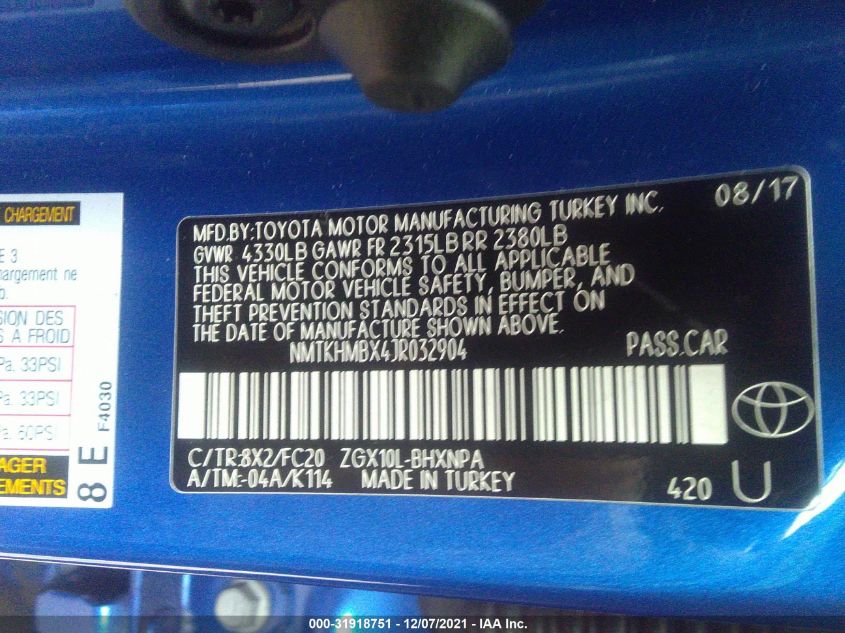 CHARGEMENT
E 3
hargement ne
b.
SION DES
S A FROID
Pa. 33PSI
Pa. 33PSI
a. 60PSI
AGER
EMENTS
8 E
F4030
08/17
MFD.BY:TOYOTA MOTOR MANUFACTURING TURKEY INC.
GVWR 4330LB GAWR FR 2315LB RR 2380LB
THIS VEHICLE CONFORMS TO ALL APPLICABLE
FEDERAL MOTOR VEHICLE SAFETY, BUMPER, AND
THEFT PREVENTION STANDARDS IN EFFECT ON
THE DATE OF MANUFACTURE SHOWN ABOVE.
NMTKHMBX4JR032904 PASS.CAR
C/TR:8X2/FC20 ZGX10L-BHXNPA
A/TM:-04A/K114 MADE IN TURKEY
420 U
000-31918751 - 12/07/2021 - IAA Inc.